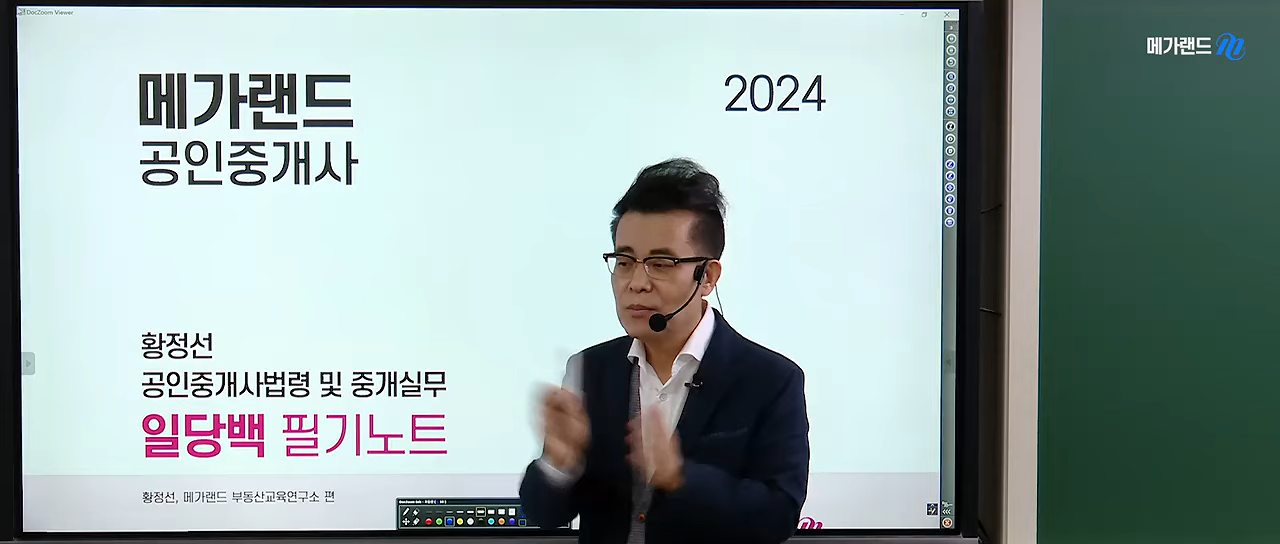 DocZoom Viewer
메가랜드
2024
메가랜드
공인중개사
황정선
공인중개사법령 및 중개실무
일당백 필기노트
황정선, 메가랜드 부동산교육연구소 편